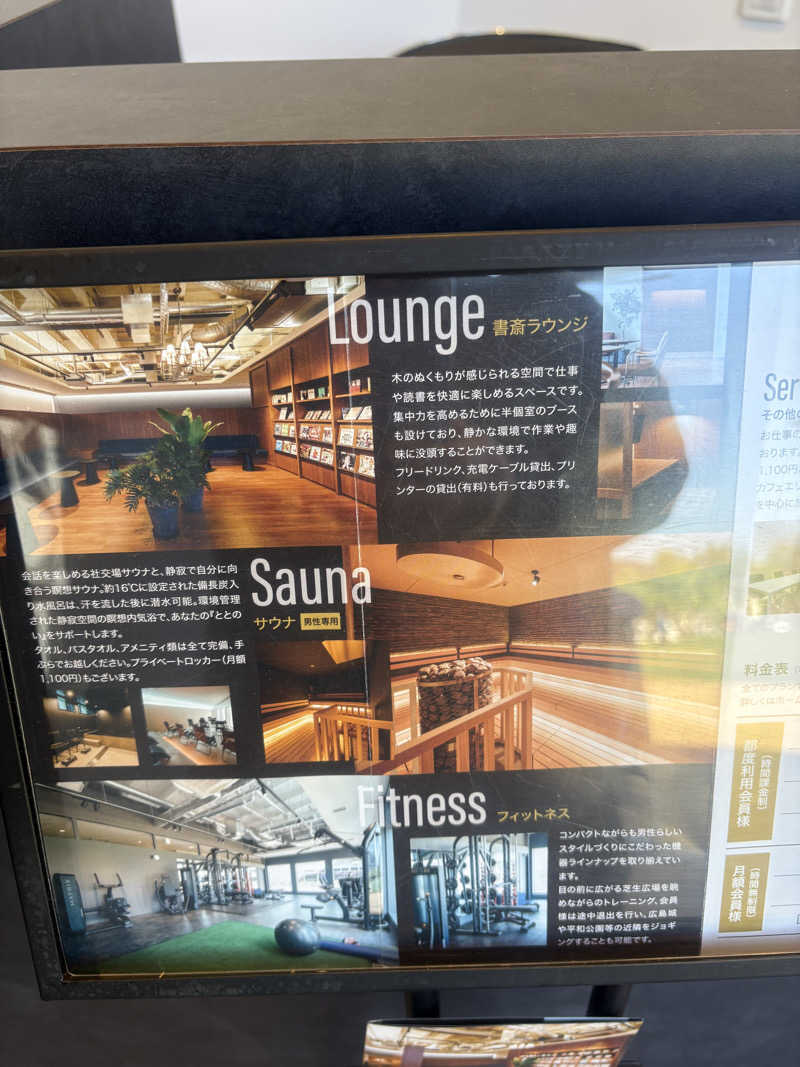 Lounge 書斎ラウンジ
木のぬくもりが感じられる空間で仕事
や読書を快適に楽しめるスペースです。
集中力を高めるために半個室のブース
も設けており、静かな環境で作業や趣
味に没頭することができます。
フリードリンク、充電ケーブル貸出、プリ
ンターの貸出(有料)も行っております。
会話を楽しめる社交場サウナと、静寂で自分に向
き合う瞑想サウナ。約16℃に設定された備長炭入
り水風呂は、汗を流した後に潜水可能。環境管理
された静寂空間の瞑想内気浴で、あなたの『ととの
い』をサポートします。
タオル、バスタオル、アメニティ類は全て完備、手
ぶらでお越しください。プライベートロッカー(月額
1,100円)もございます。
Sauna
サウナ 男性専用
Fitness フィットネス
コンパクトながらも男性らしい
スタイルづくりにこだわった機
器ラインナップを取り揃えてい
ます。
目の前に広がる芝生広場を眺
めながらのトレーニング、会員
様は途中退出を行い、広島城
や平和公園等の近隣をジョギ
ングすることも可能です。
Ser
その他の
お仕事の
おります。
1,100円
カフェエリ
を中心に
料金表
全てのプラン
詳しくはホーム
都度利用会員様
(時間課金制)
月額会員様
(時間無制限)